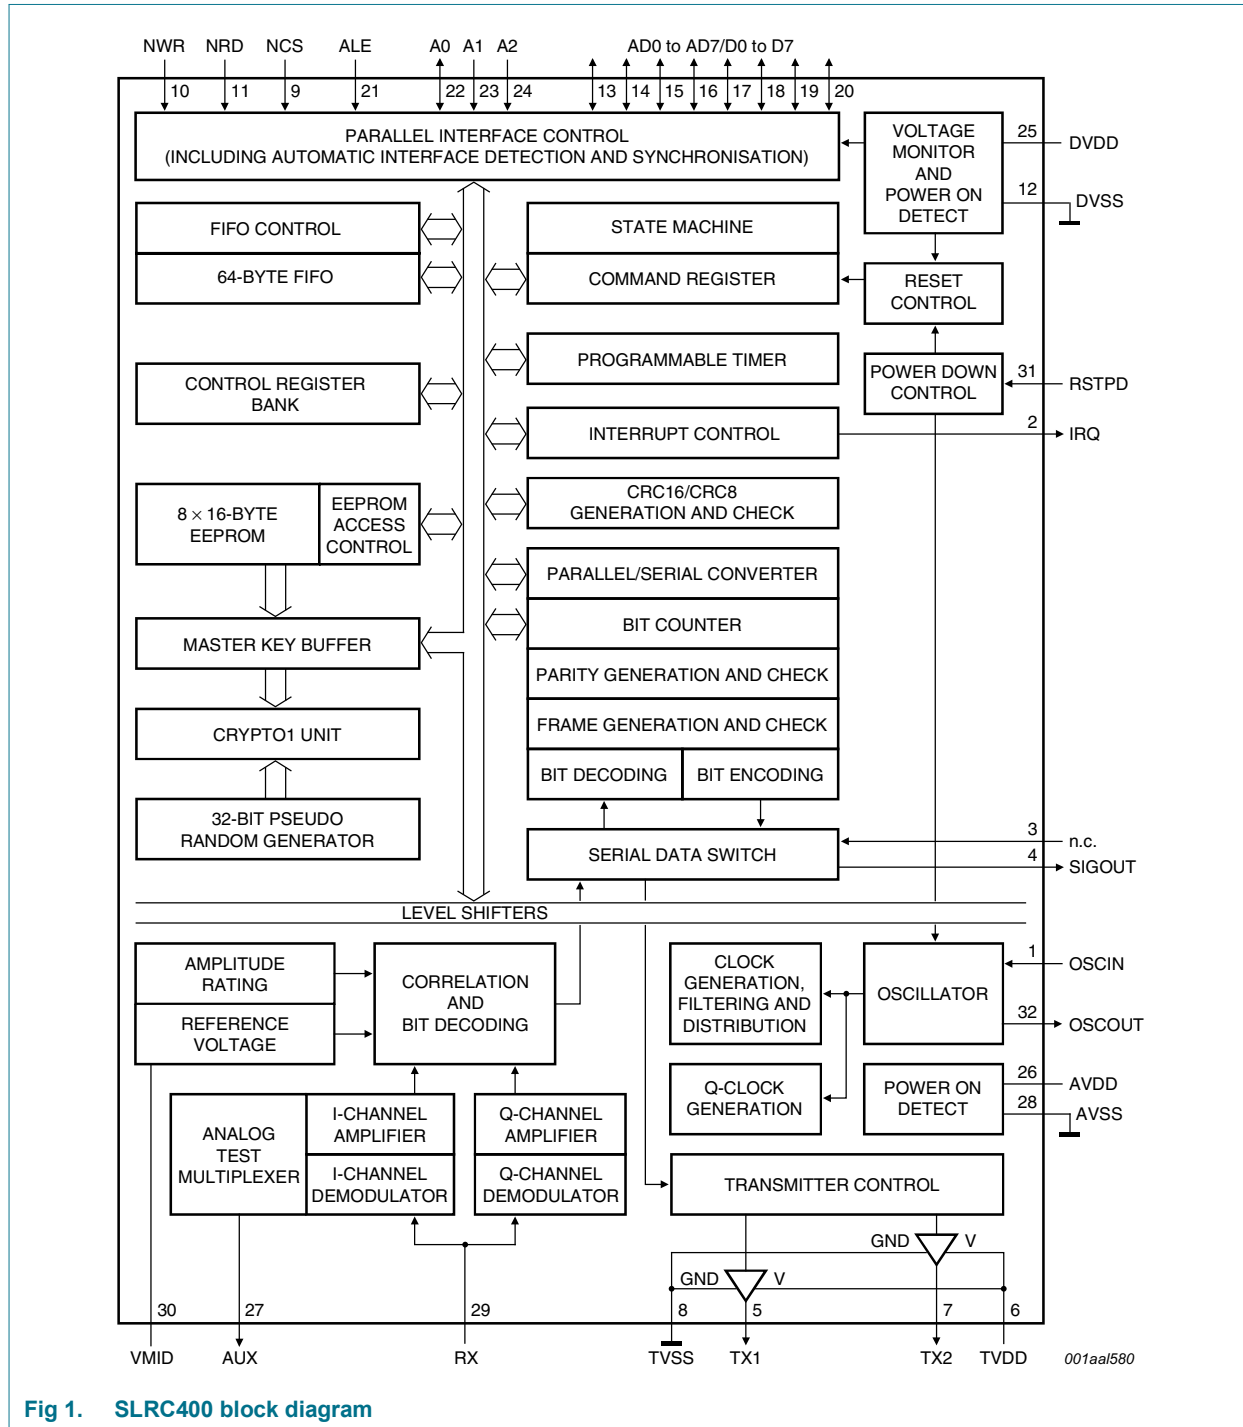 NWR NRD NCS ALE A0 A1 A2 AD0 to AD7/D0 to D7
10 11 9 21 22 23 24 13 14 15 16 17 18 19 20
PARALLEL INTERFACE CONTROL
(INCLUDING AUTOMATIC INTERFACE DETECTION AND SYNCHRONISATION)
VOLTAGE
MONITOR
AND
POWER ON
DETECT
25 DVDD
12 DVSS
FIFO CONTROL
64-BYTE FIFO
STATE MACHINE
COMMAND REGISTER
RESET
CONTROL
CONTROL REGISTER
BANK
PROGRAMMABLE TIMER
POWER DOWN
CONTROL
31 RSTPD
INTERRUPT CONTROL
2 IRQ
8 × 16-BYTE
EEPROM
EEPROM
ACCESS
CONTROL
CRC16/CRC8
GENERATION AND CHECK
PARALLEL/SERIAL CONVERTER
MASTER KEY BUFFER
BIT COUNTER
PARITY GENERATION AND CHECK
CRYPTO1 UNIT
FRAME GENERATION AND CHECK
BIT DECODING
BIT ENCODING
32-BIT PSEUDO
RANDOM GENERATOR
SERIAL DATA SWITCH
3 n.c.
4 SIGOUT
LEVEL SHIFTERS
AMPLITUDE
RATING
REFERENCE
VOLTAGE
CORRELATION
AND
BIT DECODING
CLOCK
GENERATION,
FILTERING AND
DISTRIBUTION
OSCILLATOR
1 OSCIN
32 OSCOUT
ANALOG
TEST
MULTIPLEXER
I-CHANNEL
AMPLIFIER
I-CHANNEL
DEMODULATOR
Q-CHANNEL
AMPLIFIER
Q-CHANNEL
DEMODULATOR
Q-CLOCK
GENERATION
POWER ON
DETECT
26 AVDD
28 AVSS
TRANSMITTER CONTROL
GND V
GND V
30 27 29 8 5 7 6
VMID AUX RX TVSS TX1 TX2 TVDD
001aal580
Fig 1. SLRC400 block diagram